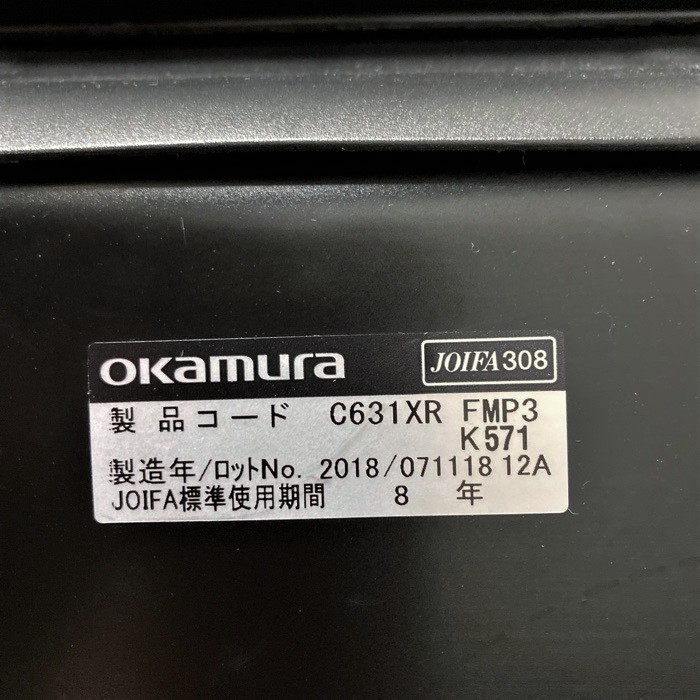 okamura
JOIFA308
製品コード C631XR FMP3
K571
製造年/ロットNo. 2018/071118 12A
JOIFA標準使用期間 8 年